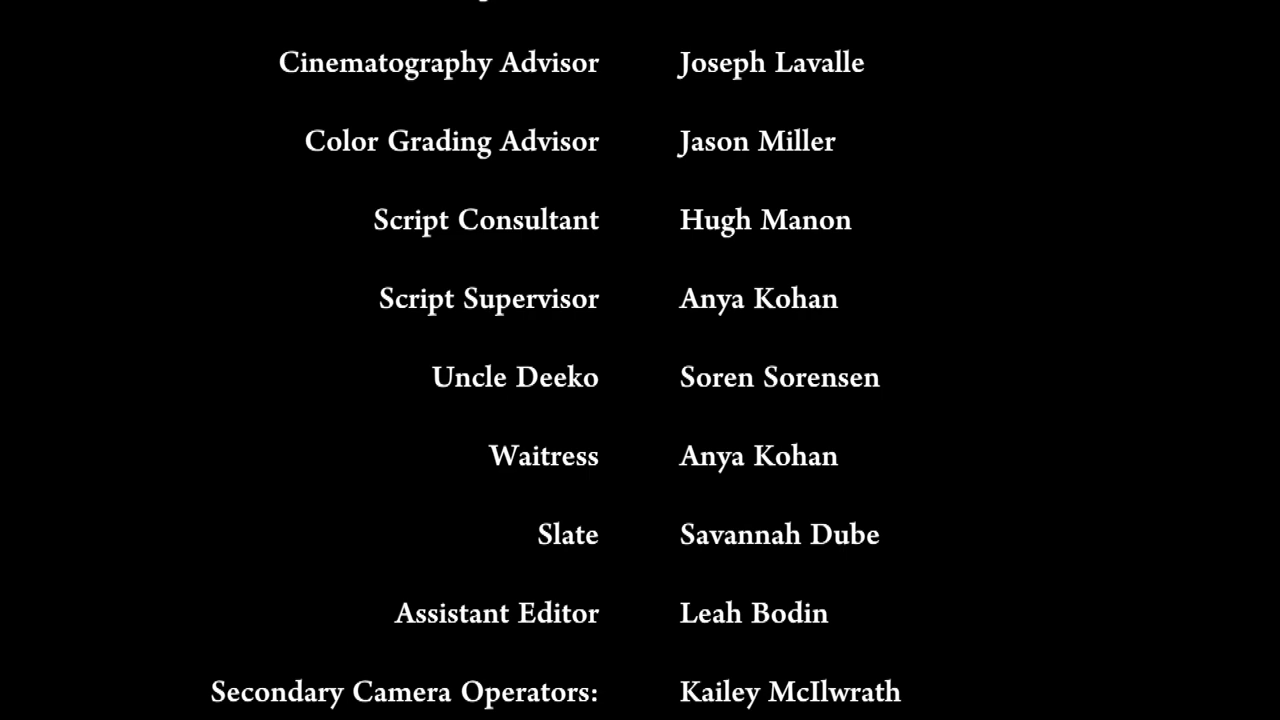 Cinematography Advisor Joseph Lavalle
Color Grading Advisor Jason Miller
Script Consultant Hugh Manon
Script Supervisor Anya Kohan
Uncle Deeko Soren Sorensen
Waitress Anya Kohan
Slate Savannah Dube
Assistant Editor Leah Bodin
Secondary Camera Operators: Kailey McIlwrath